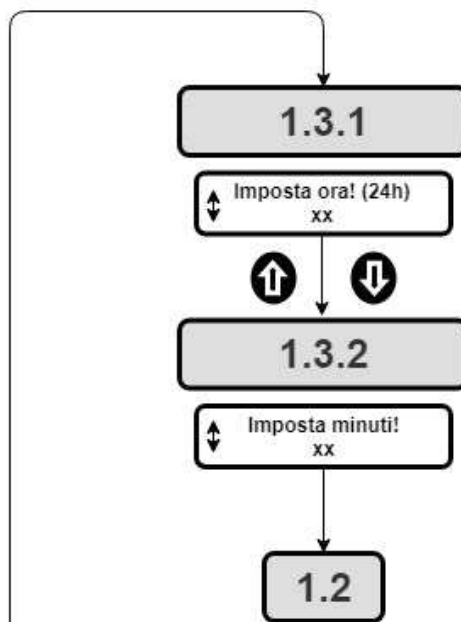 1.3.1
Imposta ora! (24h)
xx
1.3.2
Imposta minuti!
xx
1.2